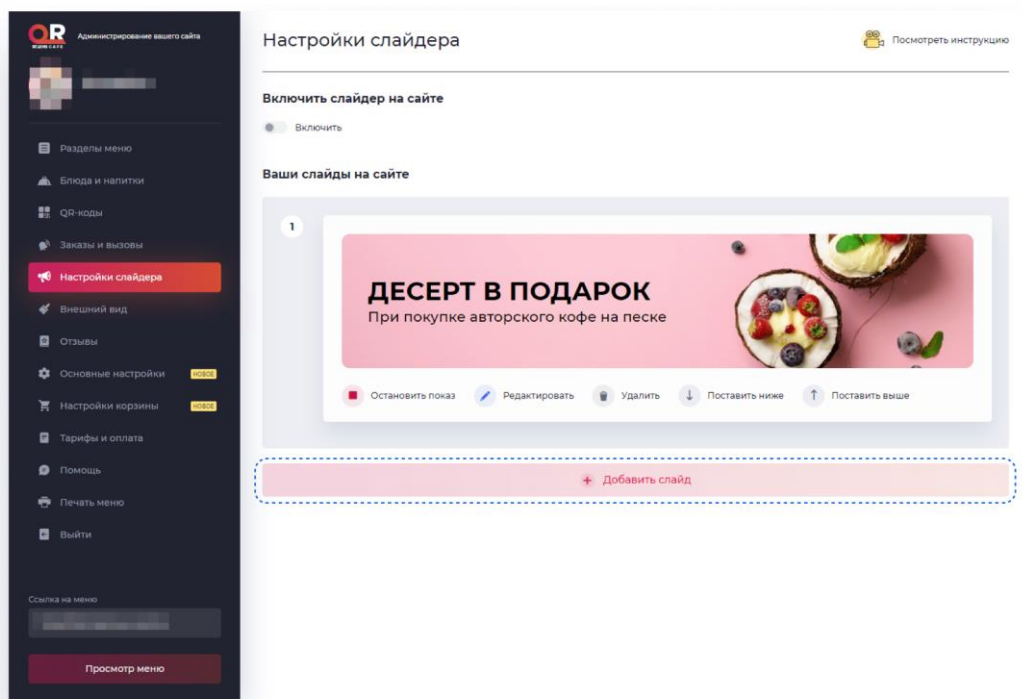 QR
Администрирование вашего сайта
Разделы меню
Блюда и напитки
QR-коды
Заказы и вызовы
Настройки слайдера
Внешний вид
Отзывы
Основные настройки НОВОЕ
Настройки корзины НОВОЕ
Тарифы и оплата
Помощь
Печать меню
Выйти
Ссылка на меню
Просмотр меню
Настройки слайдера
Посмотреть инструкцию
Включить слайдер на сайте
Включить
Ваши слайды на сайте
1
ДЕСЕРТ В ПОДАРОК
При покупке авторского кофе на песке
Остановить показ Редактировать Удалить Поставить ниже Поставить выше
+ Добавить слайд